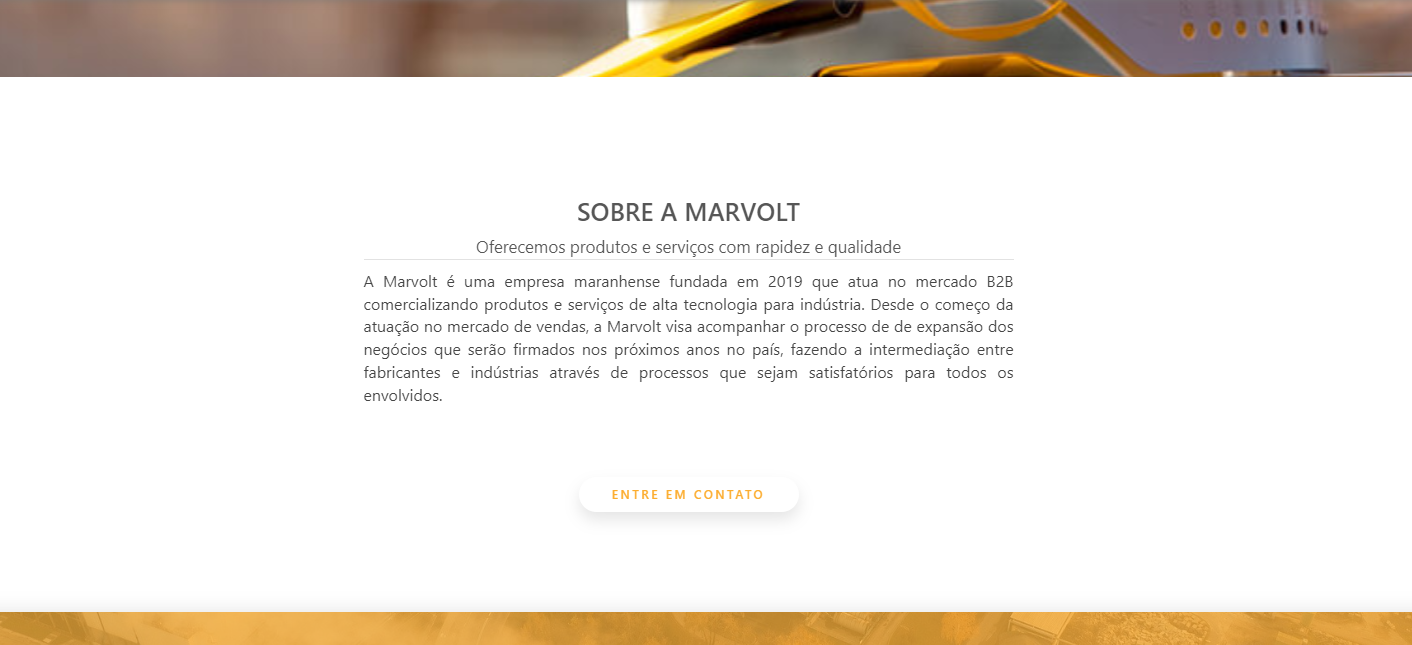 SOBRE A MARVOLT
Oferecemos produtos e serviços com rapidez e qualidade
A Marvolt é uma empresa maranhense fundada em 2019 que atua no mercado B2B
comercializando produtos e serviços de alta tecnologia para indústria. Desde o começo da
atuação no mercado de vendas, a Marvolt visa acompanhar o processo de de expansão dos
negócios que serão firmados nos próximos anos no país, fazendo a intermediação entre
fabricantes e indústrias através de processos que sejam satisfatórios para todos os
envolvidos.
ENTRE EM CONTATO